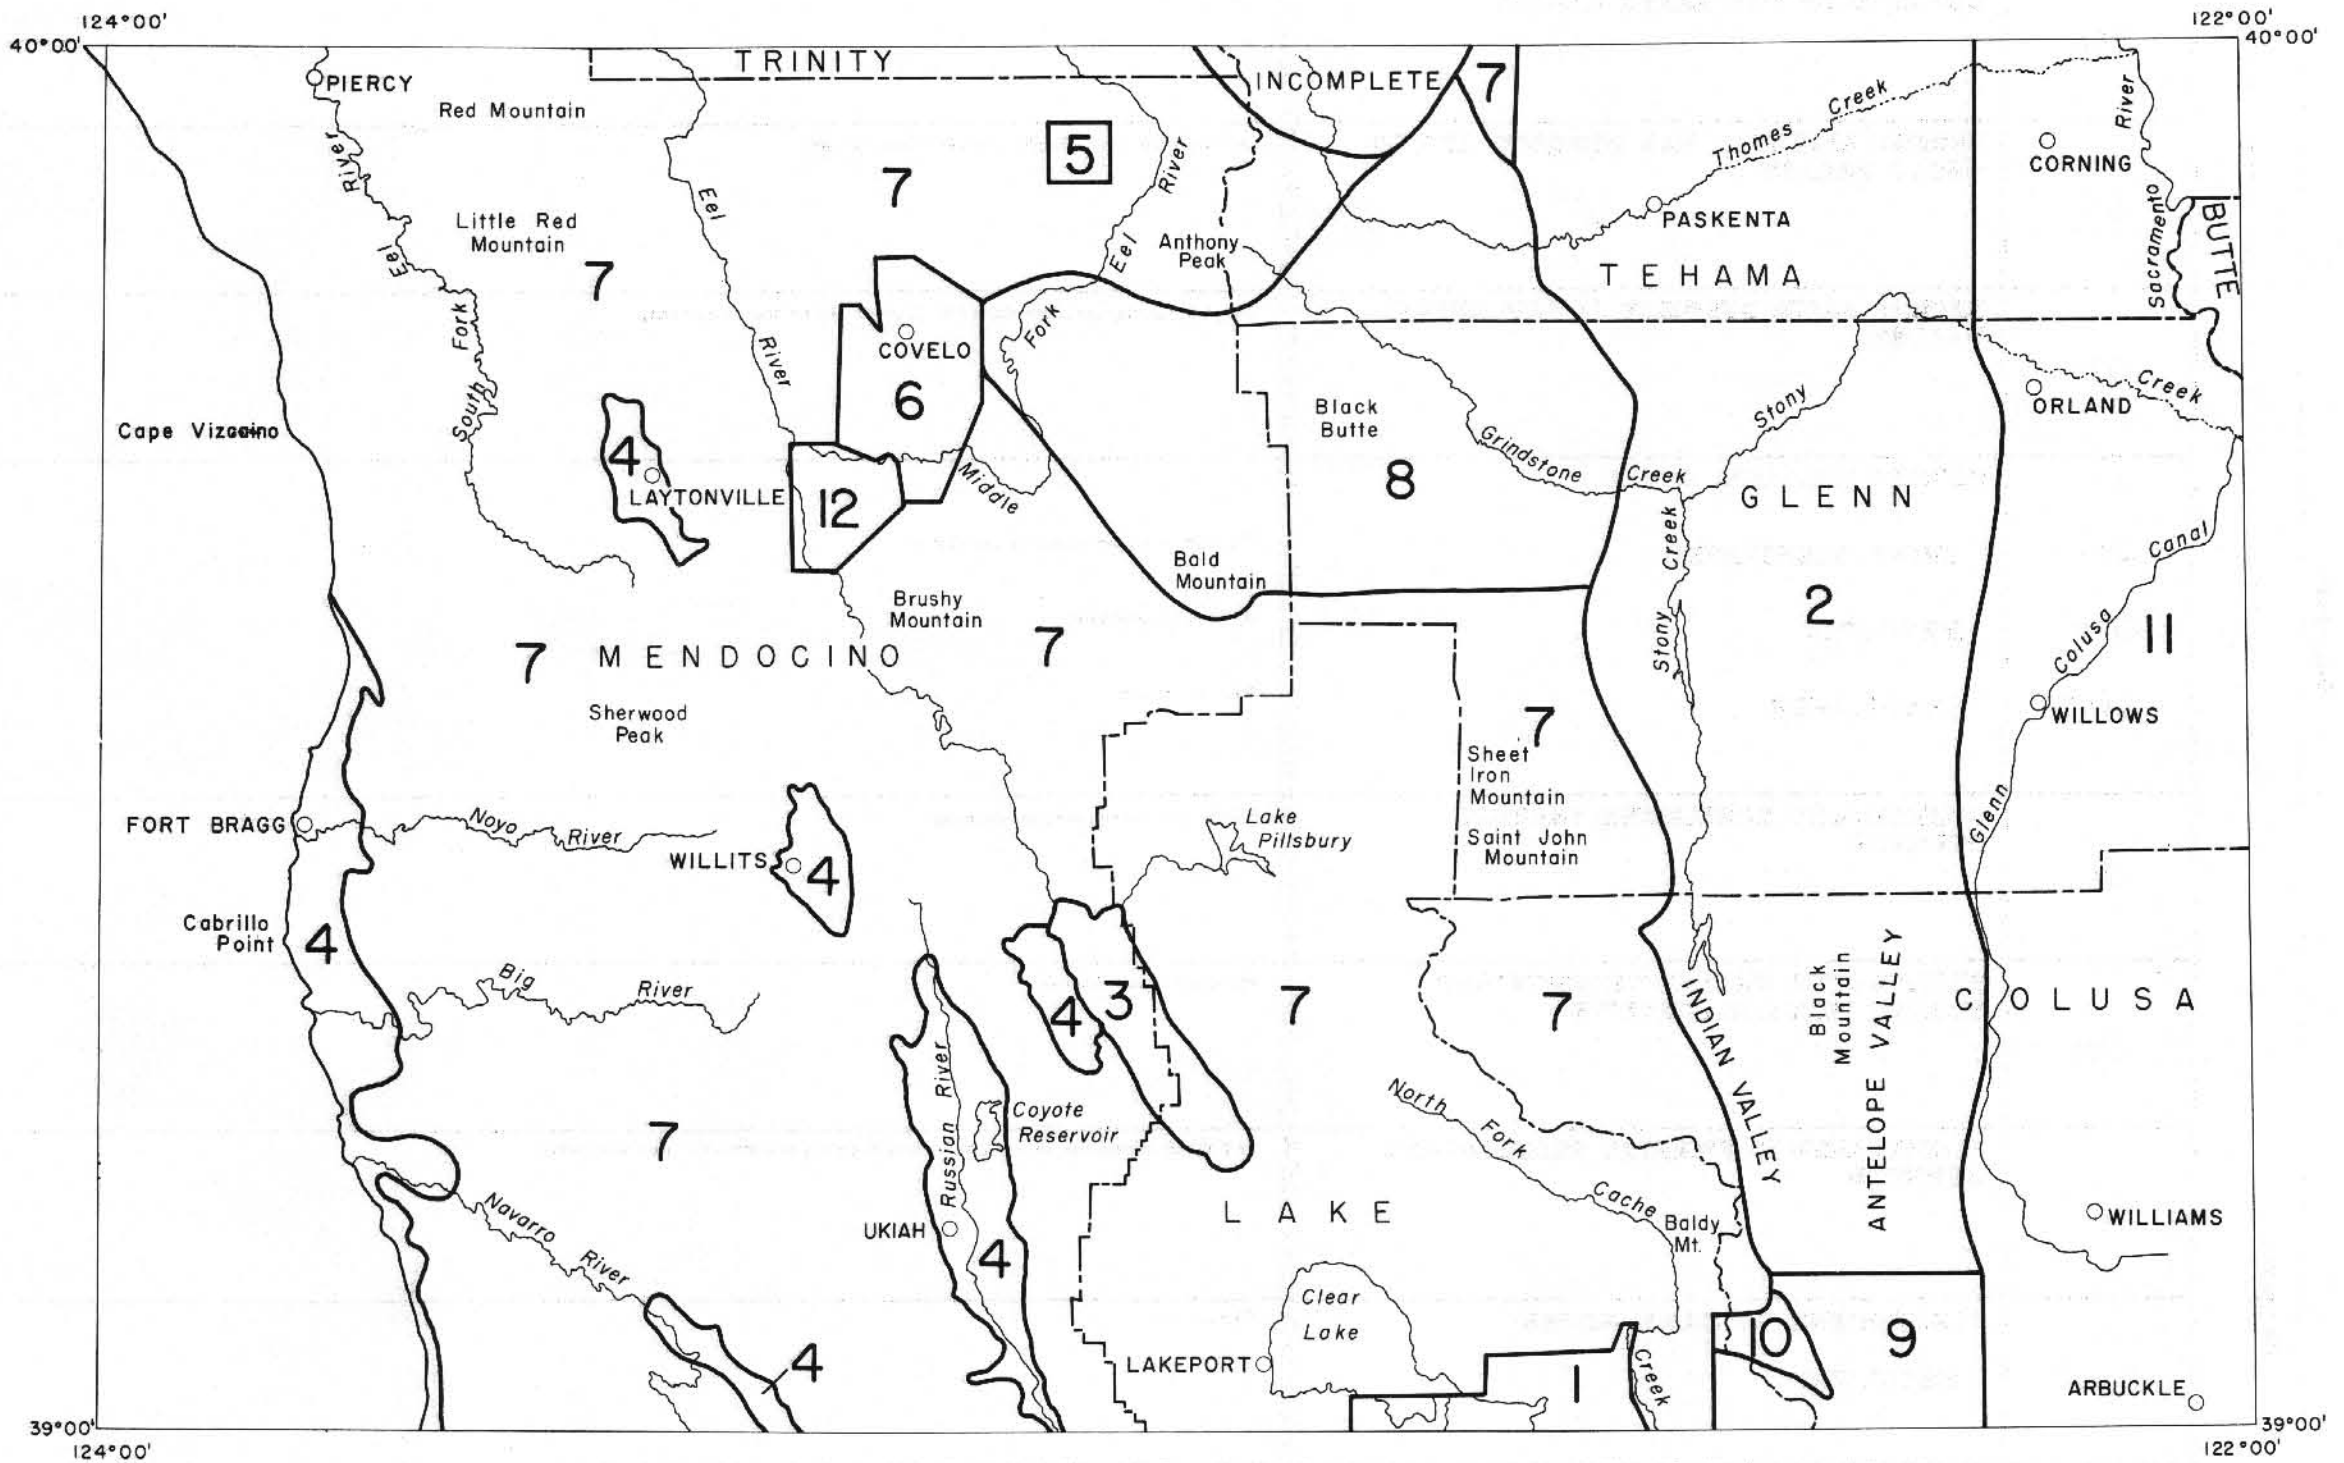 124°00'
122°00'
40°00'
40°00'
TRINITY
INCOMPLETE
7
PIERCY
Red Mountain
River
Thomes Creek
CORNING
5
7
Eel River
PASKENTA
Little Red
Mountain
Eel
Eel
Anthony
Peak
TEHAMA
Sacramento
BUTTE
7
Fork
River
Fork
COVELO
Creek
ORLAND
6
Black
Butte
Stony
South
Cape Vizcaino
4
LAYTONVILLE
12
Middle
8
Grindstone Creek
GLENN
Canal
Stony Creek
Bald
Mountain
Brushy
Mountain
2
Colusa
11
7
MENDOCINO
7
Sherwood
Peak
7
WILLOWS
Sheet
Iron
Mountain
FORT BRAGG
Noyo River
Lake
Pillsbury
Saint John
Mountain
Glenn
WILLITS
4
Cabrillo
Point
4
Big River
4
3
7
7
INDIAN VALLEY
Black
Mountain
ANTELOPE VALLEY
COLUSA
Russian River
Coyote
Reservoir
7
North Fork Cache
Navarro River
UKIAH
4
LAKE
Baldy
Mt.
WILLIAMS
Clear
Lake
4
LAKEPORT
1
Creek
10
9
ARBUCKLE
39°00'
39°00'
124°00'
122°00'